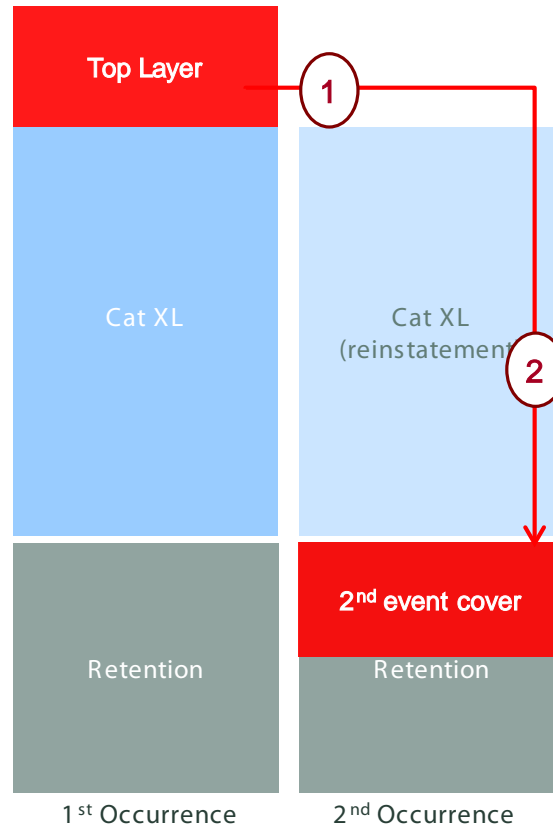 Top Layer
1
Cat XL
Cat XL
(reinstatement)
2
2nd event cover
Retention
Retention
1st Occurrence
2nd Occurrence